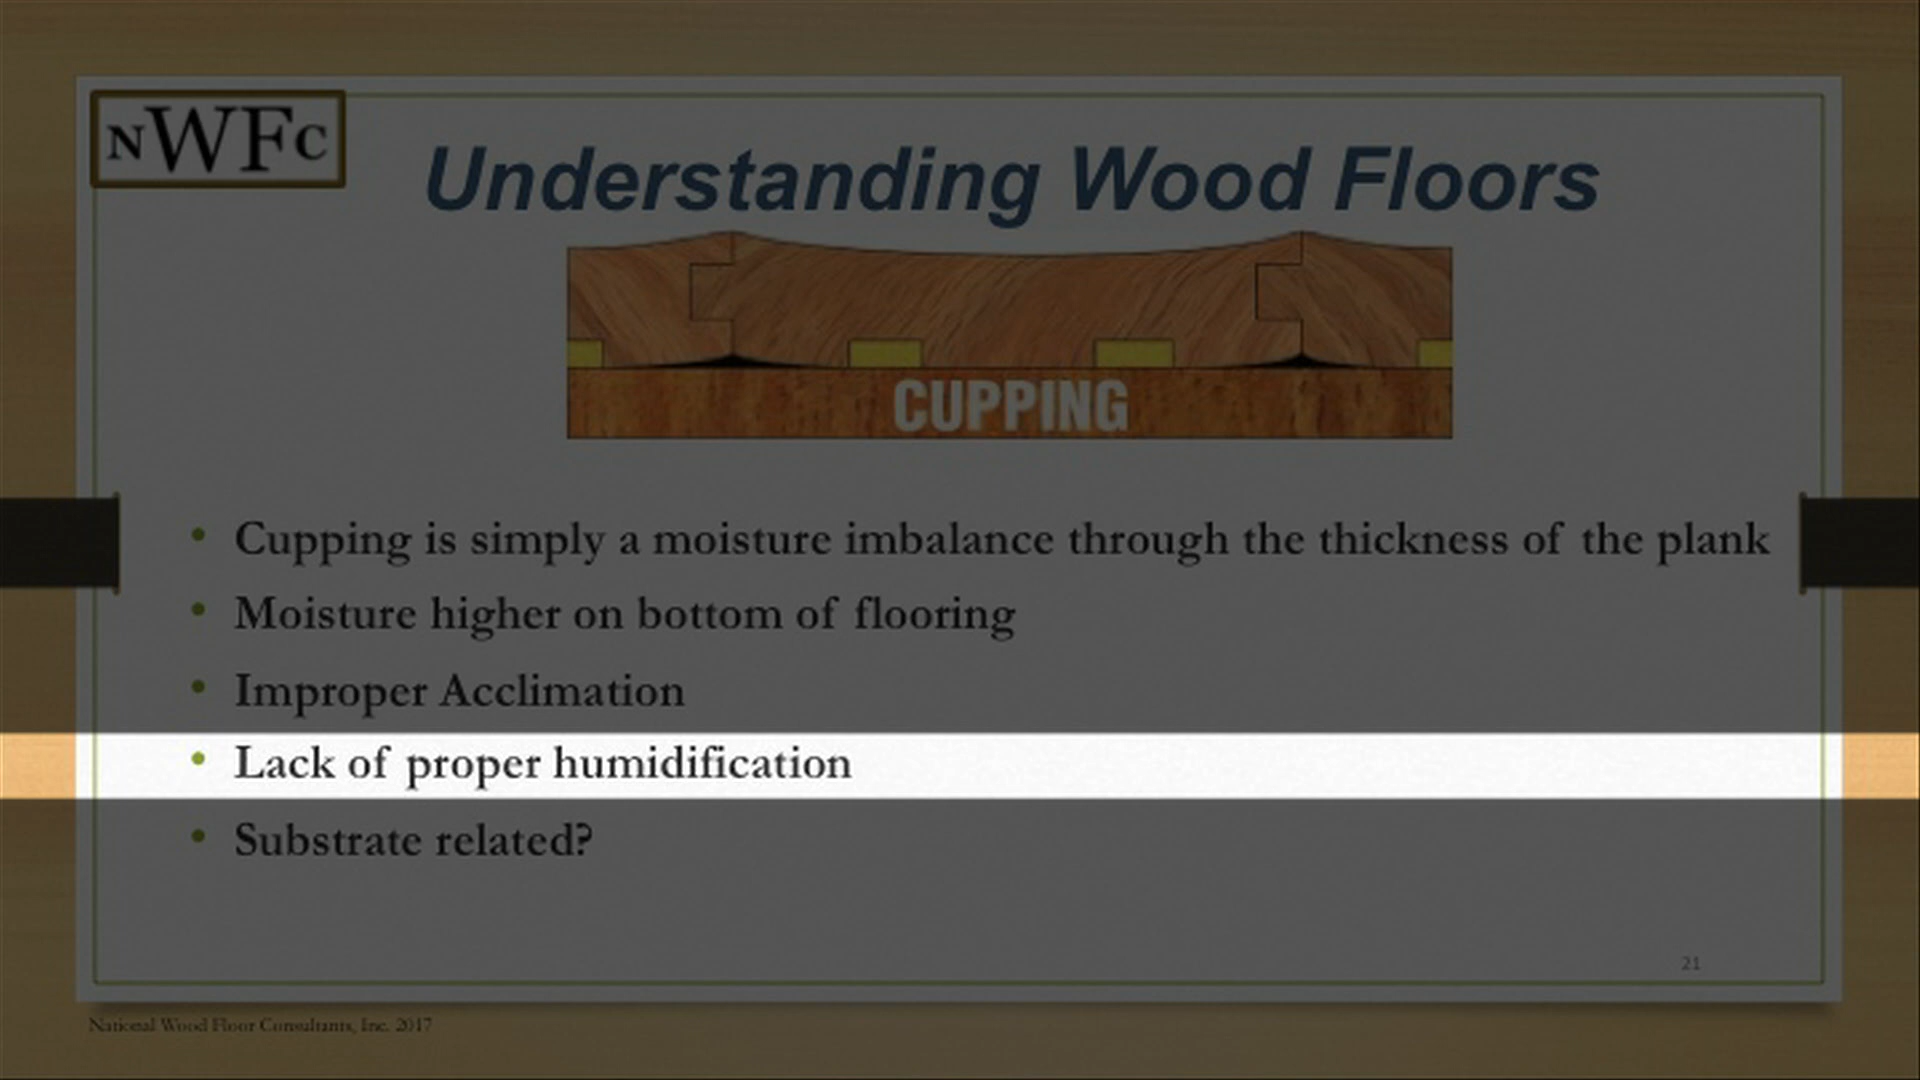 NWFC
Understanding Wood Floors
CUPPING
• Cupping is simply a moisture imbalance through the thickness of the plank
• Moisture higher on bottom of flooring
• Improper Acclimation
• Lack of proper humidification
• Substrate related?
21
National Wood Floor Consultants, Inc. 2017